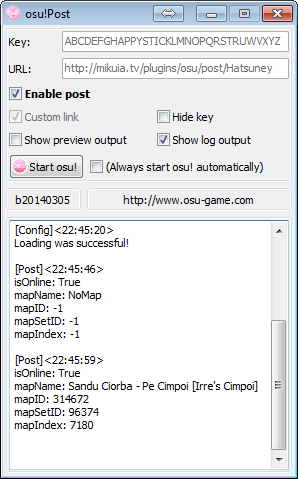 osu!Post
Key: ABCDEFGHAPPYSTICKLMNOPQRSTRUWVXYZ
URL: http://mikuia.tv/plugins/osu/post/Hatsuney
Enable post
Custom link Hide key
Show preview output Show log output
Start osu! (Always start osu! automatically)
b20140305 http://www.osu-game.com
[Config]<22:45:20>
Loading was successful!
[Post]<22:45:46>
isOnline: True
mapName: NoMap
mapID: -1
mapSetID: -1
mapIndex: -1
[Post]<22:45:59>
isOnline: True
mapName: Sandu Ciorba - Pe Cimpoi [Irre's Cimpoi]
mapID: 314672
mapSetID: 96374
mapIndex: 7180